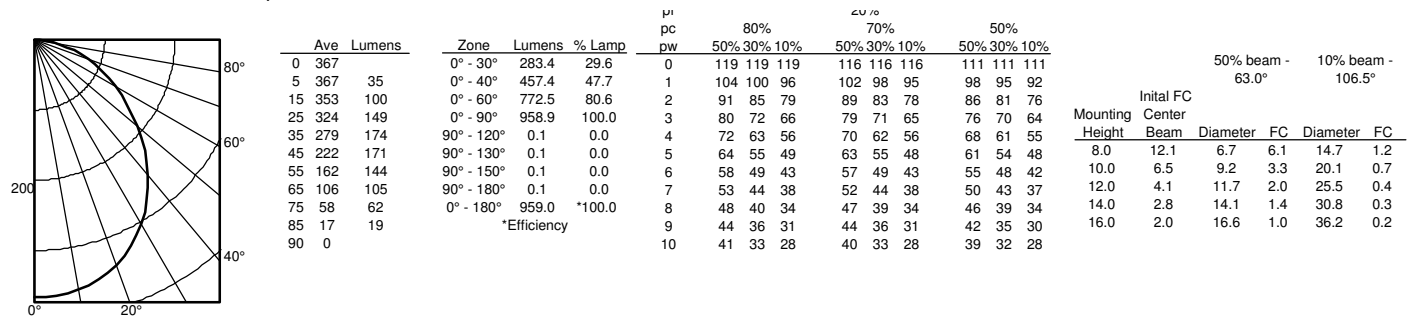 80°
60°
40°
200
0° 20°
Ave Lumens
0 367
5 367 35
15 353 100
25 324 149
35 279 174
45 222 171
55 162 144
65 106 105
75 58 62
85 17 19
90 0
Zone Lumens % Lamp
0° - 30° 283.4 29.6
0° - 40° 457.4 47.7
0° - 60° 772.5 80.6
0° - 90° 958.9 100.0
90° - 120° 0.1 0.0
90° - 130° 0.1 0.0
90° - 150° 0.1 0.0
90° - 180° 0.1 0.0
0° - 180° 959.0 *100.0
*Efficiency
pf 20%
pc 80% 70% 50%
pw 50% 30% 10% 50% 30% 10% 50% 30% 10%
0 119 119 119 116 116 116 111 111 111
1 104 100 96 102 98 95 98 95 92
2 91 85 79 89 83 78 86 81 76
3 80 72 66 79 71 65 76 70 64
4 72 63 56 70 62 56 68 61 55
5 64 55 49 63 55 48 61 54 48
6 58 49 43 57 49 43 55 48 42
7 53 44 38 52 44 38 50 43 37
8 48 40 34 47 39 34 46 39 34
9 44 36 31 44 36 31 42 35 30
10 41 33 28 40 33 28 39 32 28
50% beam - 10% beam -
63.0° 106.5°
Inital FC
Mounting Center
Height Beam Diameter FC Diameter FC
8.0 12.1 6.7 6.1 14.7 1.2
10.0 6.5 9.2 3.3 20.1 0.7
12.0 4.1 11.7 2.0 25.5 0.4
14.0 2.8 14.1 1.4 30.8 0.3
16.0 2.0 16.6 1.0 36.2 0.2